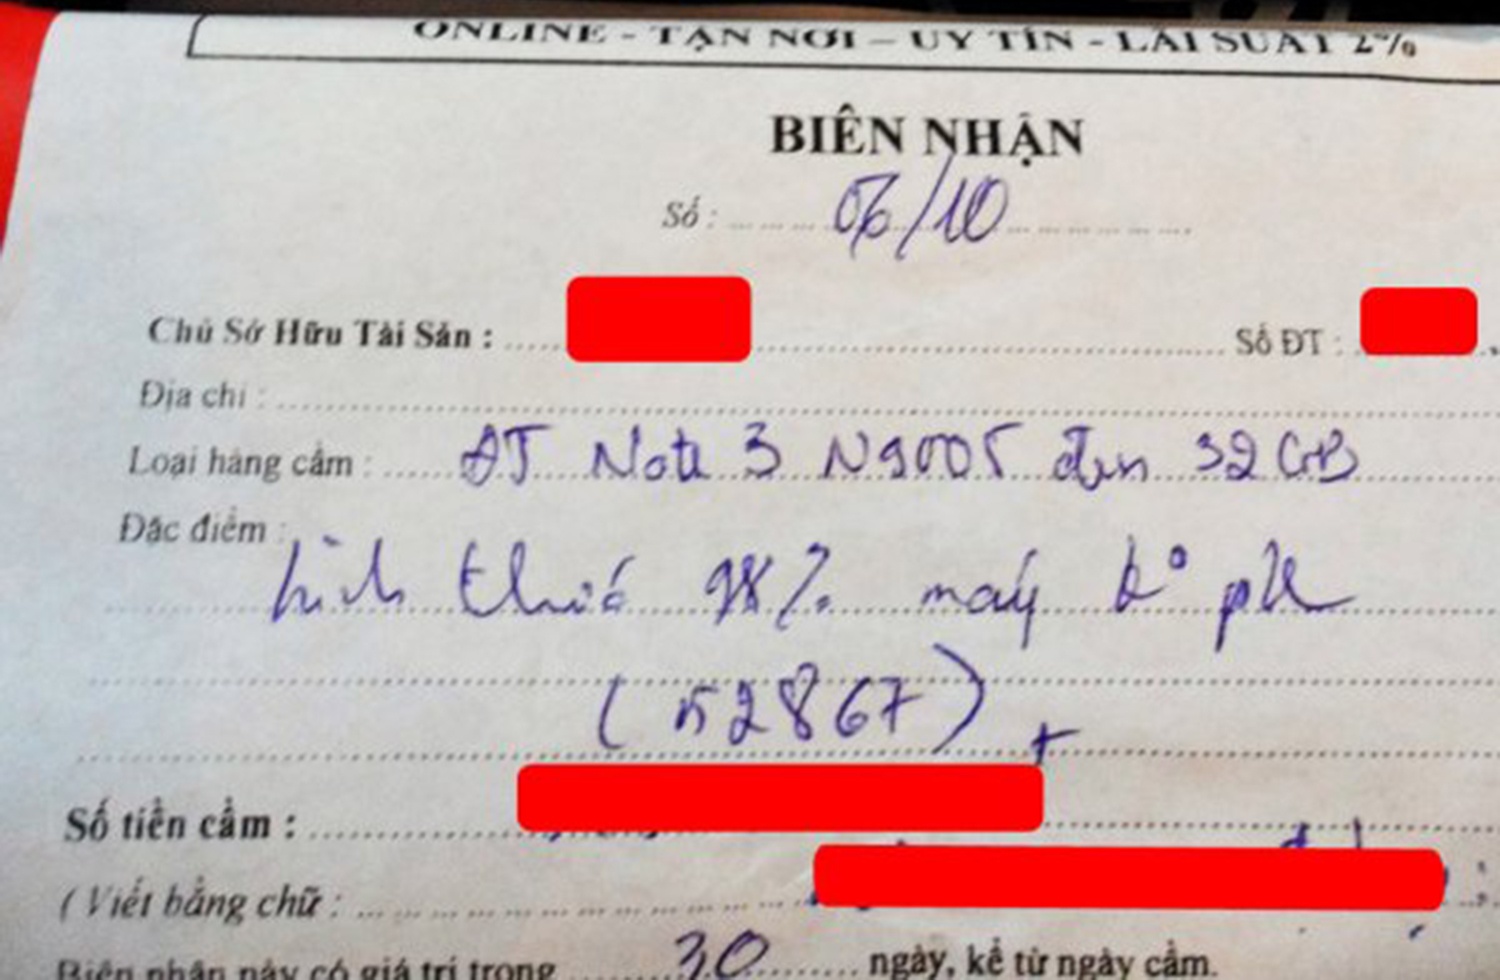 ONLINE - TẬN NƠI – UY TÍN - LÃI SUẤT 2%
BIÊN NHẬN
Số : 06/10
Chủ Sở Hữu Tài Sản : Số ĐT :
Địa chỉ :
Loại hàng cầm : ĐT Note 3 N9005 đen 32GB
Đặc điểm :
hình thức 98% máy k° pk
(52867)
Số tiền cầm :
( Viết bằng chữ :
Biên nhận này có giá trị trong 30 ngày, kể từ ngày cầm.